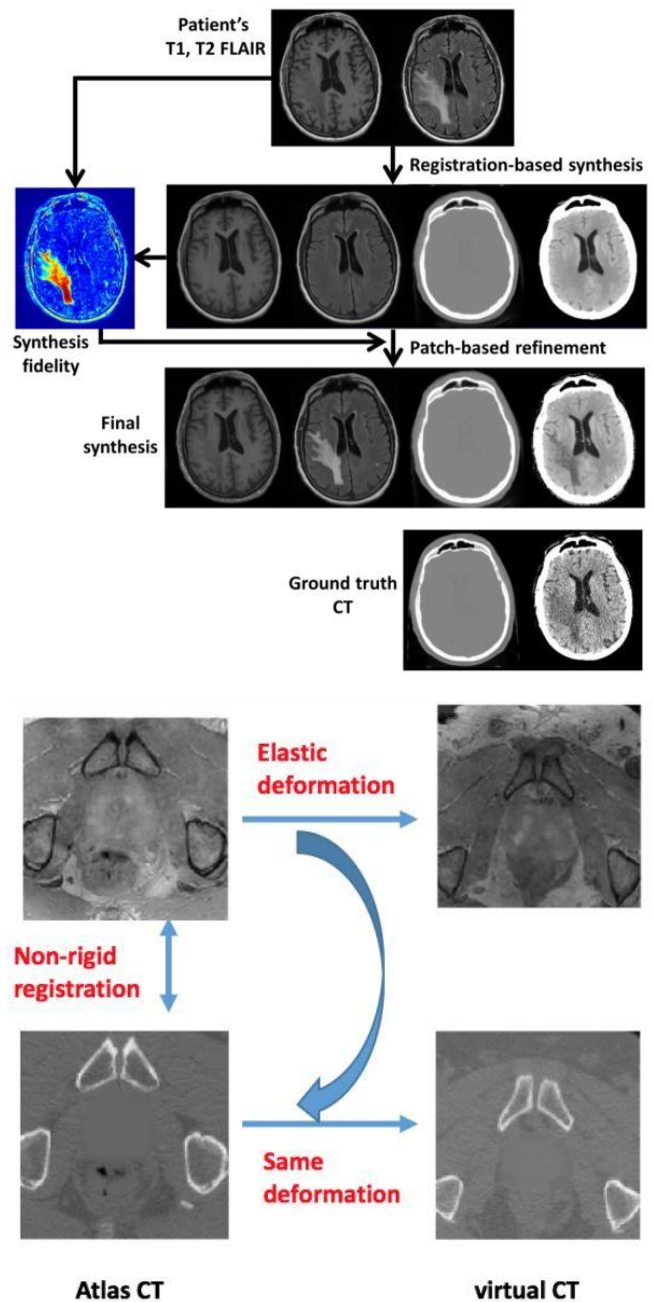 Patient's
T1, T2 FLAIR
Registration-based synthesis
Synthesis
fidelity
Patch-based refinement
Final
synthesis
Ground truth
CT
Elastic
deformation
Non-rigid
registration
Same
deformation
Atlas CT
virtual CT